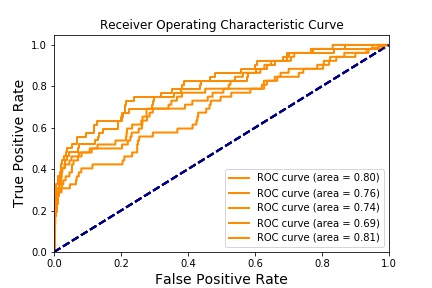 Receiver Operating Characteristic Curve
True Positive Rate
1.0
0.8
0.6
0.4
0.2
0.0
ROC curve (area = 0.80)
ROC curve (area = 0.76)
ROC curve (area = 0.74)
ROC curve (area = 0.69)
ROC curve (area = 0.81)
0.0 0.2 0.4 0.6 0.8 1.0
False Positive Rate